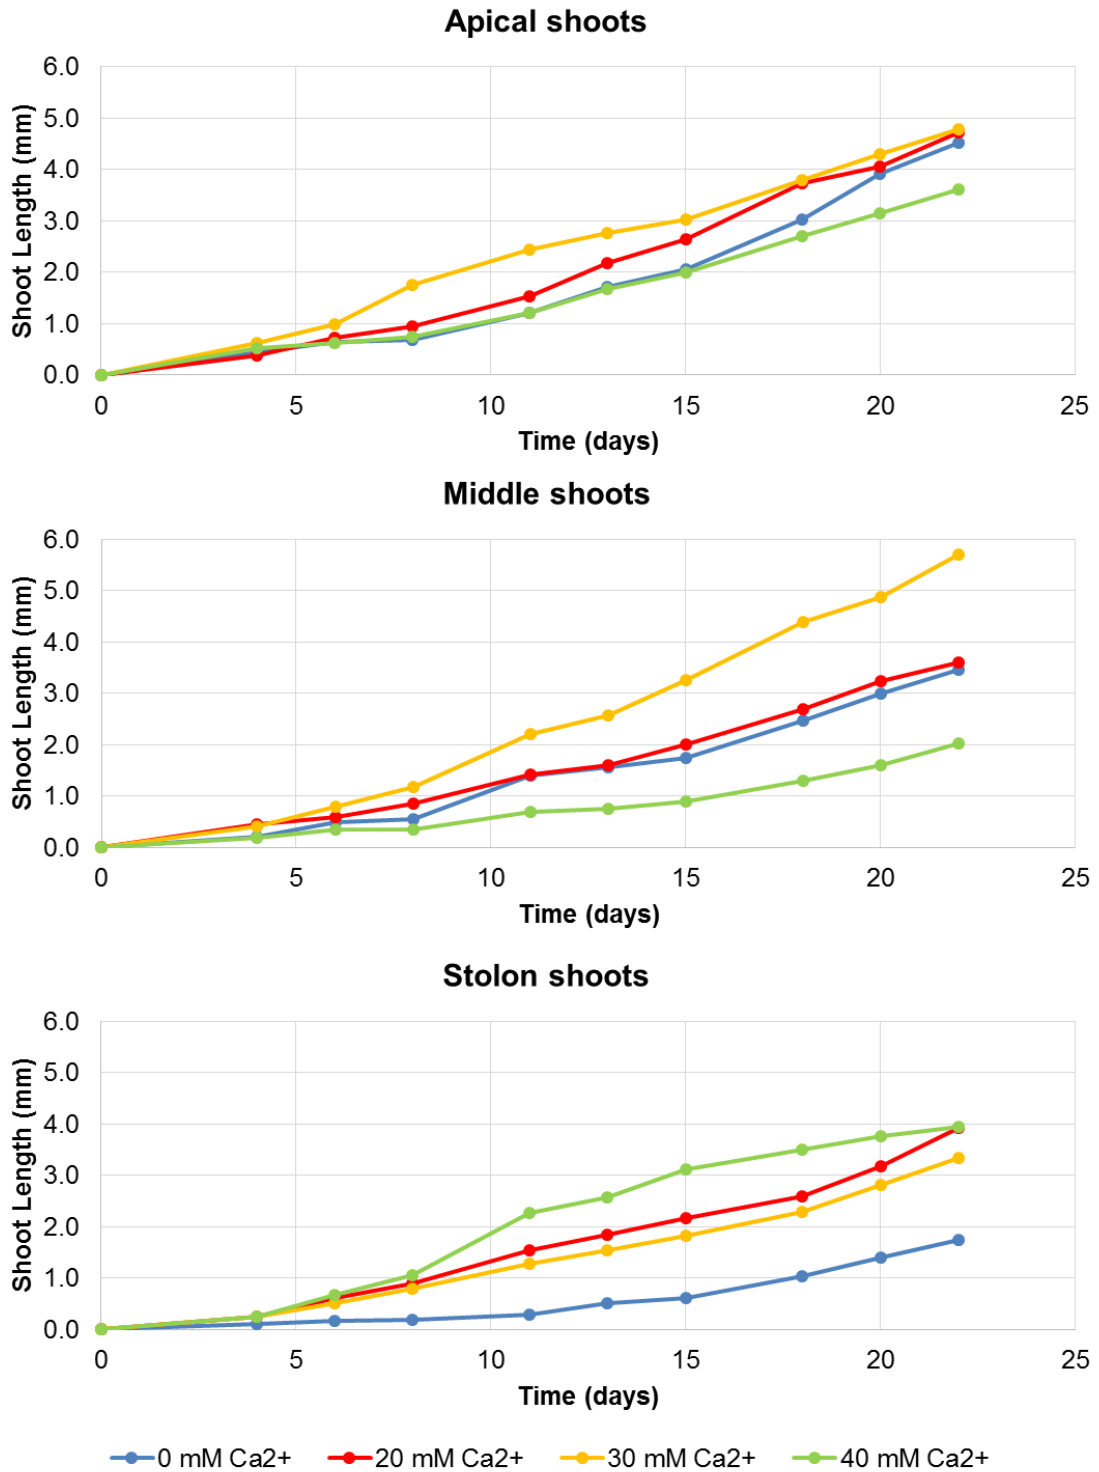 Apical shoots
Shoot Length (mm)
6.0
5.0
4.0
3.0
2.0
1.0
0.0
0 5 10 15 20 25
Time (days)
Middle shoots
Shoot Length (mm)
6.0
5.0
4.0
3.0
2.0
1.0
0.0
0 5 10 15 20 25
Time (days)
Stolon shoots
Shoot Length (mm)
6.0
5.0
4.0
3.0
2.0
1.0
0.0
0 5 10 15 20 25
Time (days)
0 mM Ca2+ 20 mM Ca2+ 30 mM Ca2+ 40 mM Ca2+